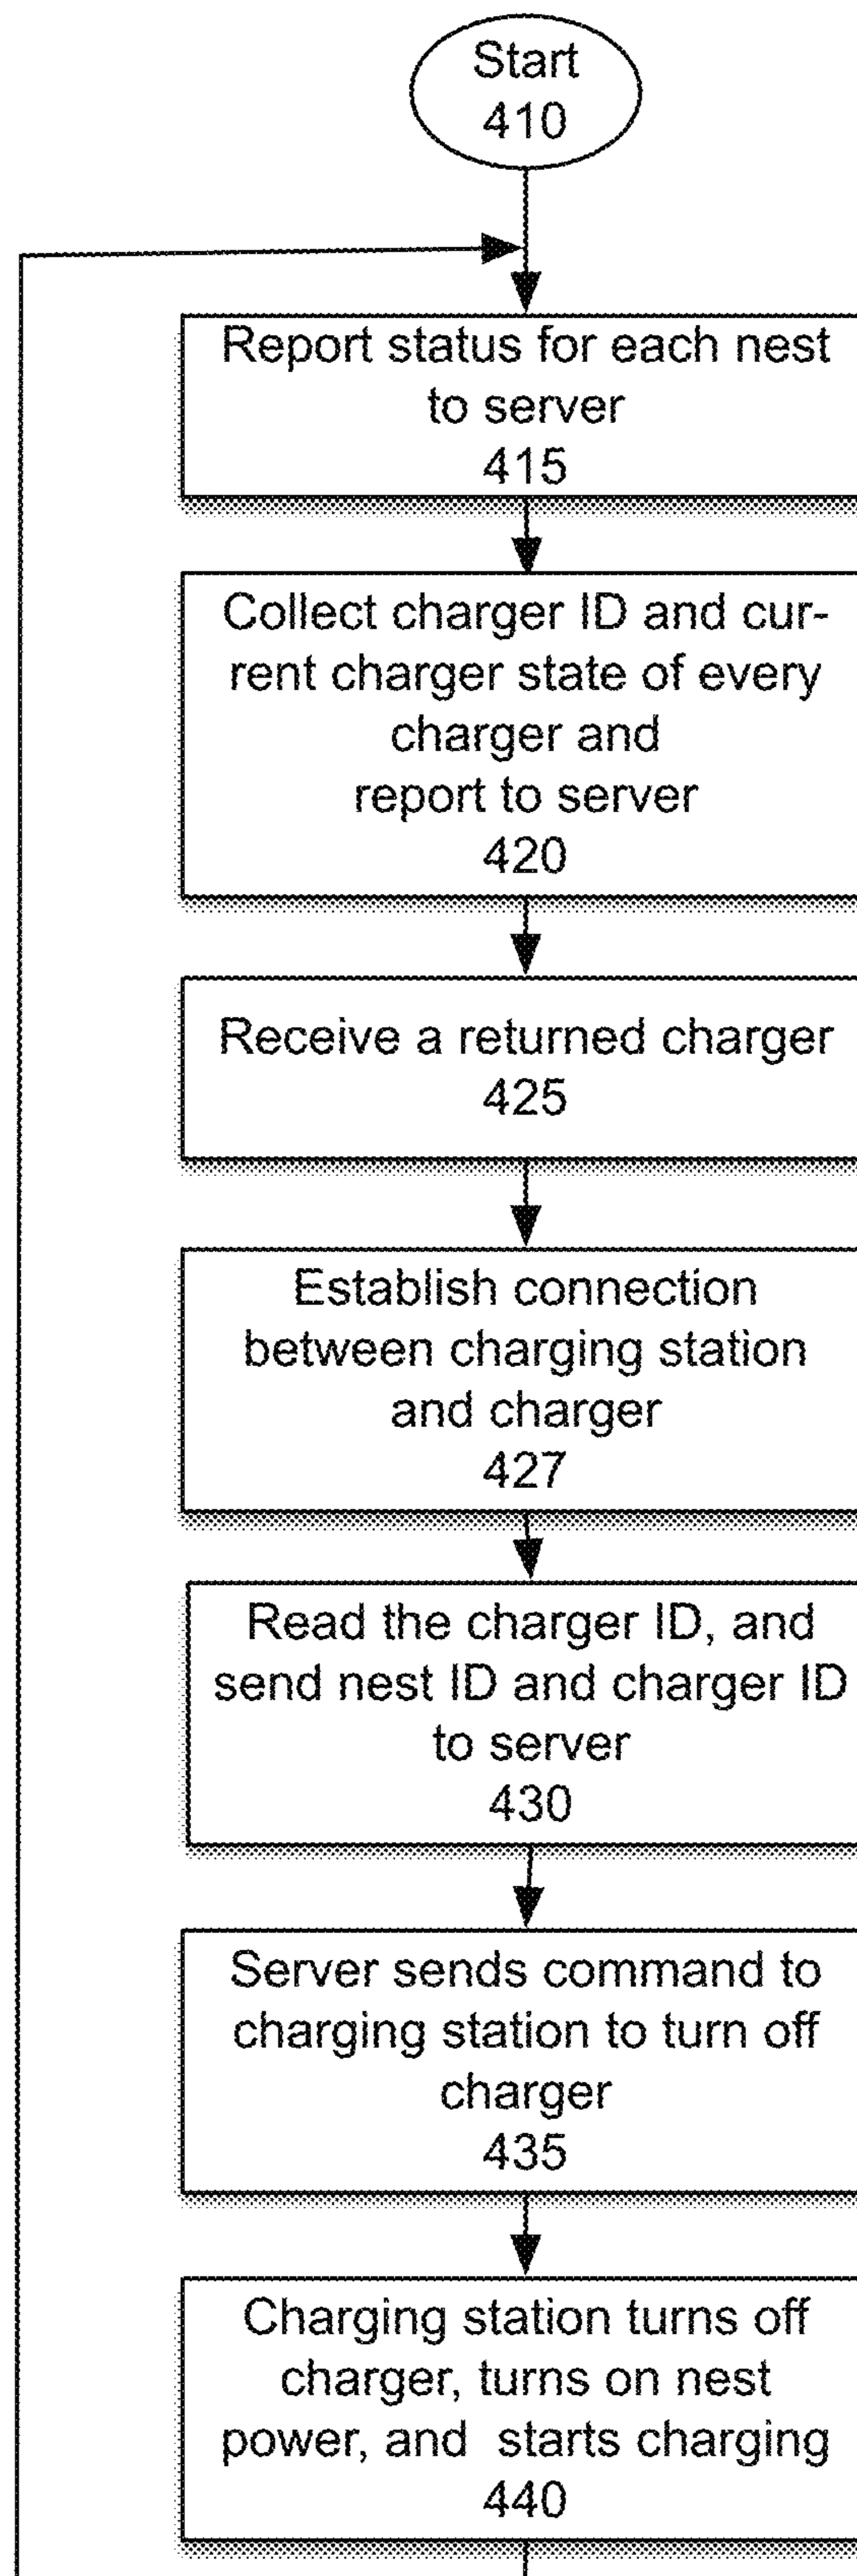 Start
410
Report status for each nest
to server
415
Collect charger ID and cur-
rent charger state of every
charger and
report to server
420
Receive a returned charger
425
Establish connection
between charging station
and charger
427
Read the charger ID, and
send nest ID and charger ID
to server
430
Server sends command to
charging station to turn off
charger
435
Charging station turns off
charger, turns on nest
power, and  starts charging
440